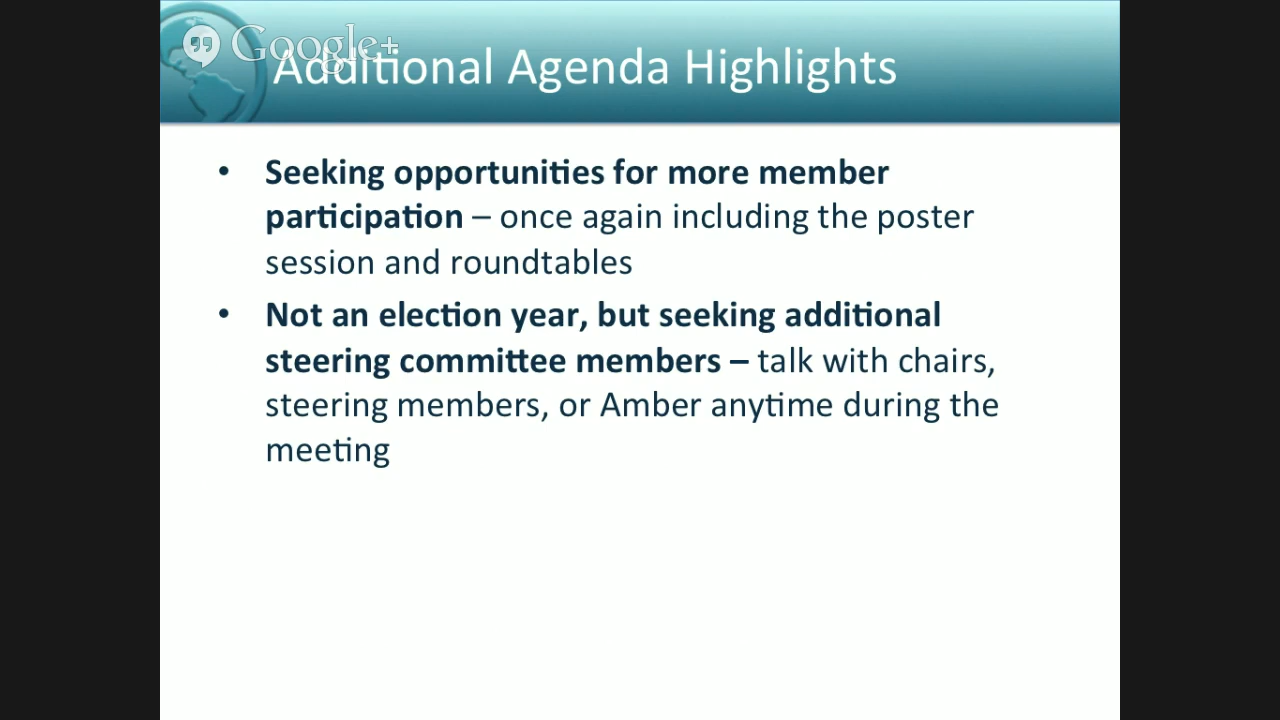 Google+
Additional Agenda Highlights
• Seeking opportunities for more member
participation – once again including the poster
session and roundtables
• Not an election year, but seeking additional
steering committee members – talk with chairs,
steering members, or Amber anytime during the
meeting